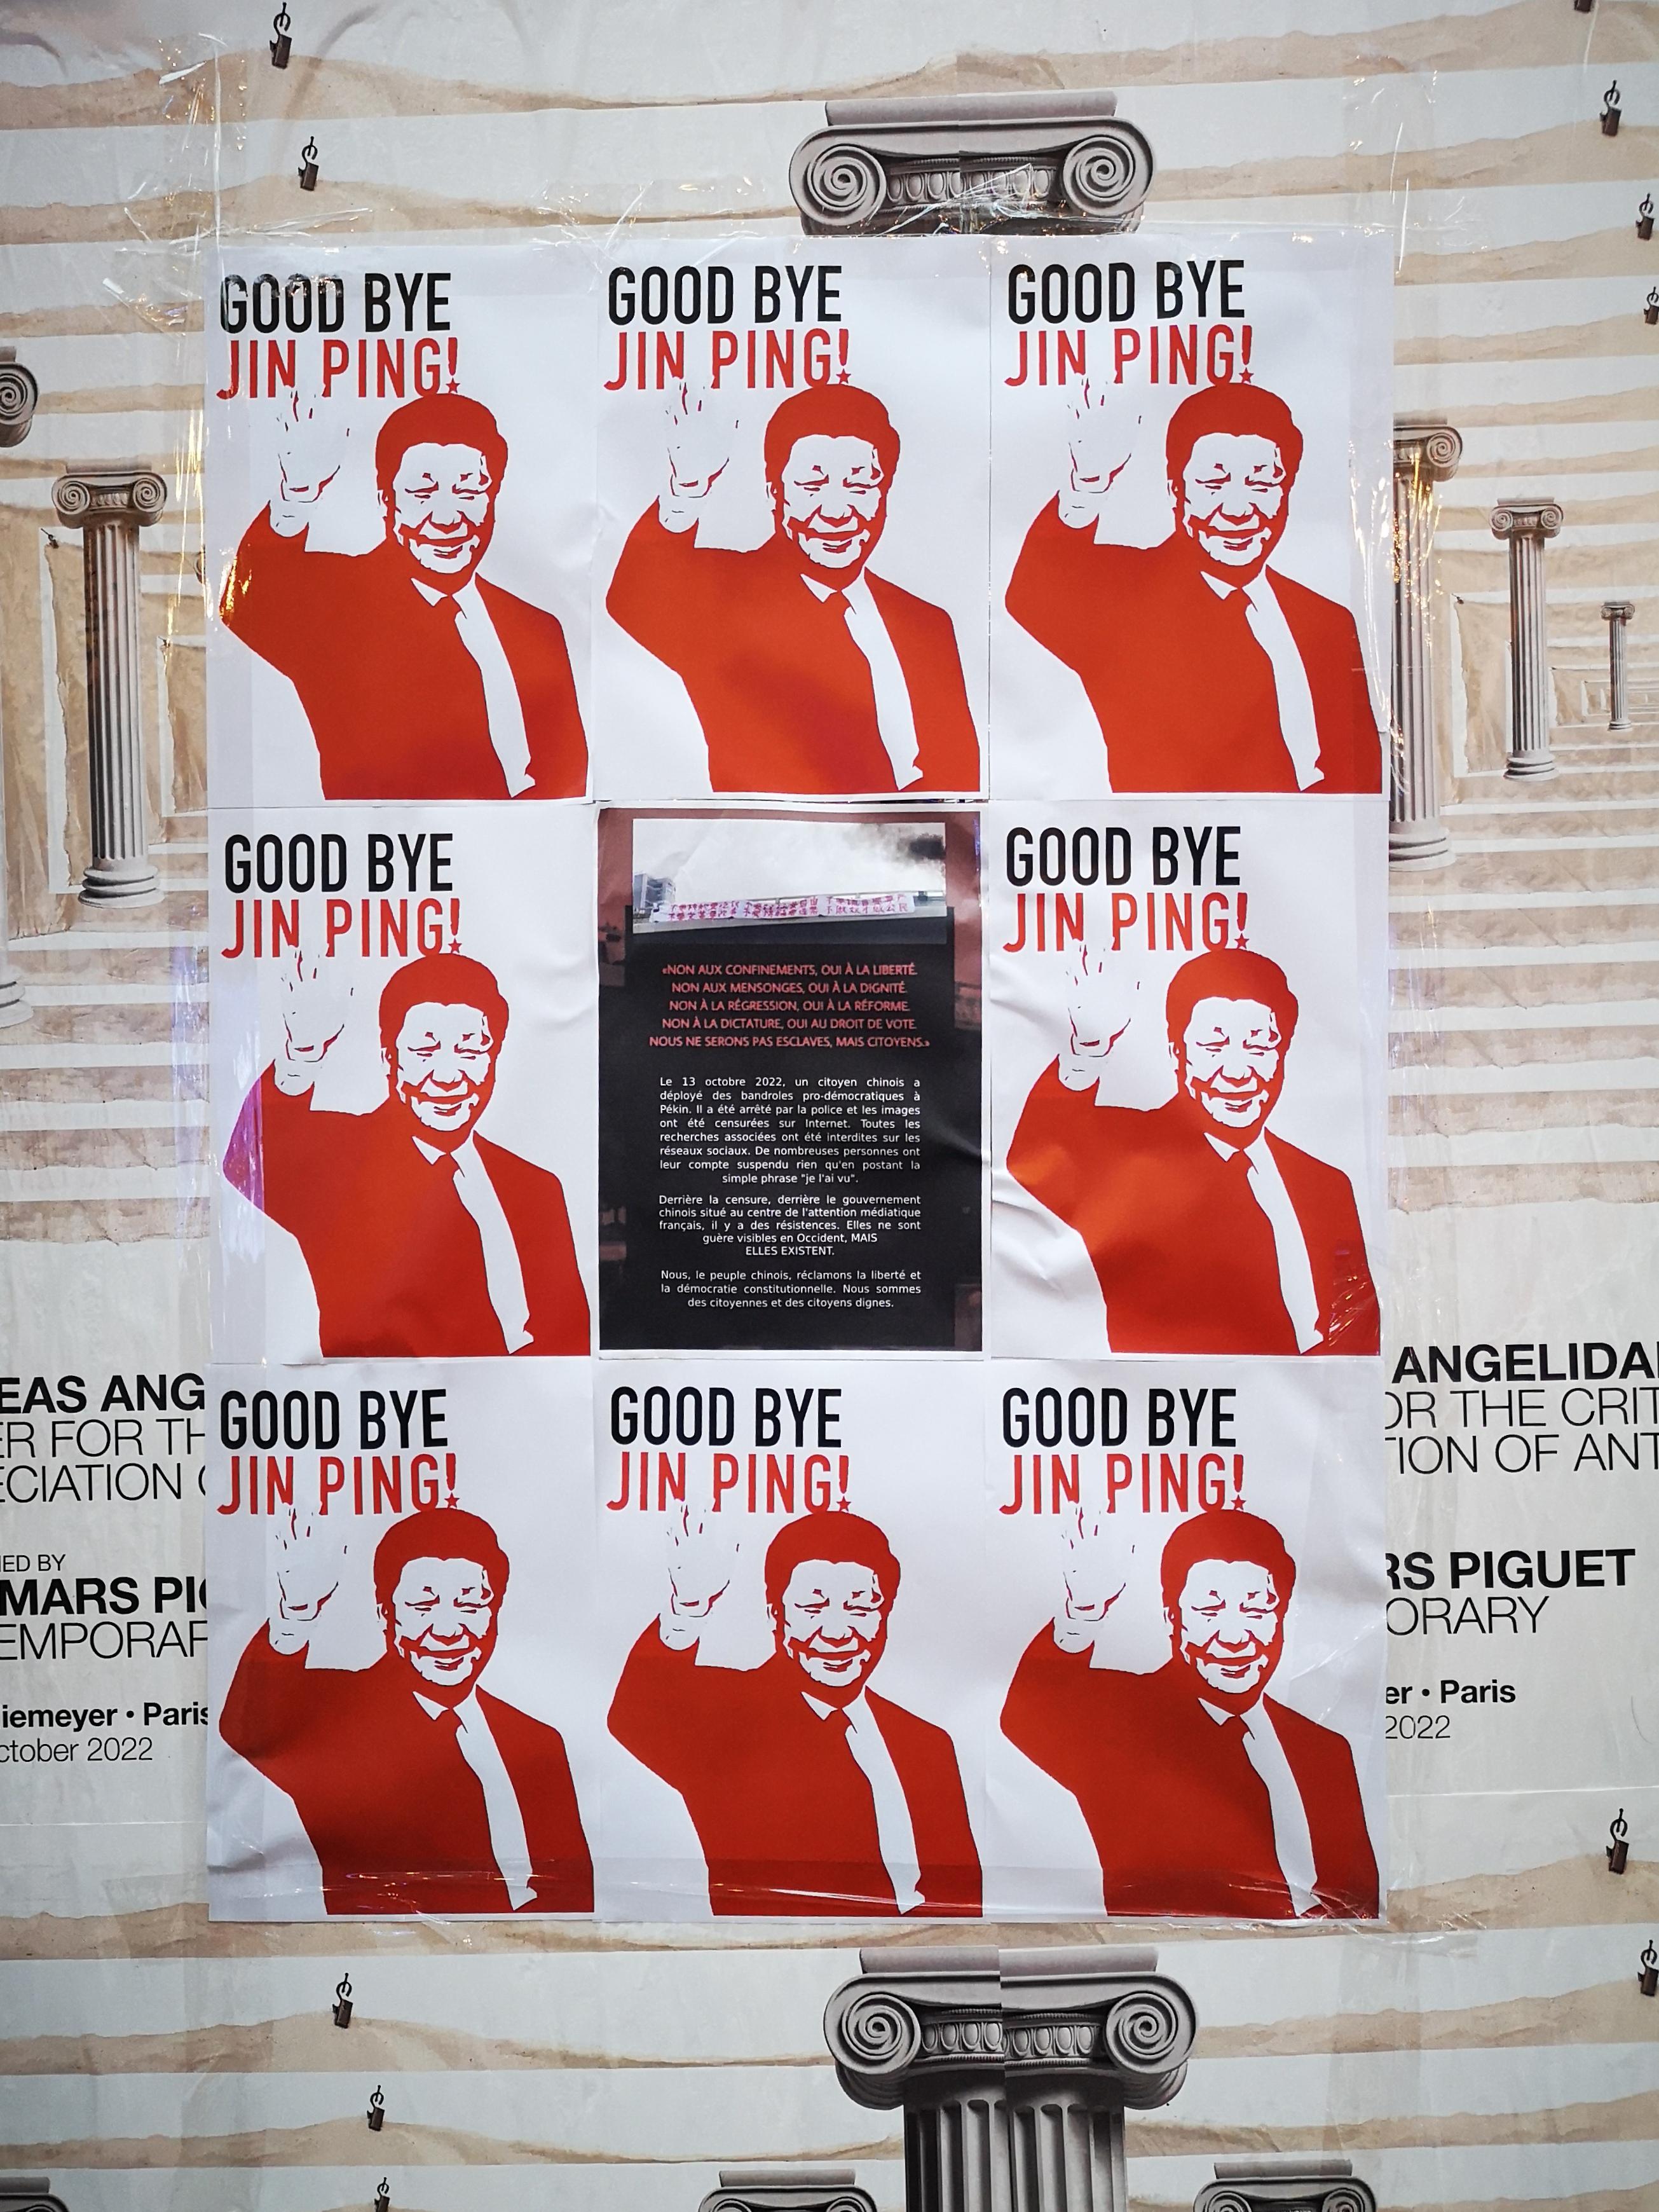 GOOD BYE
JIN PING!
GOOD BYE
JIN PING!
GOOD BYE
JIN PING!
GOOD BYE
JIN PING!
«NON AUX CONFINEMENTS, OUI À LA LIBERTÉ.
NON AUX MENSONGES, OUI À LA DIGNITÉ.
NON À LA RÉGRESSION, OUI À LA RÉFORME.
NON À LA DICTATURE, OUI AU DROIT DE VOTE.
NOUS NE SERONS PAS ESCLAVES, MAIS CITOYENS.»
Le 13 octobre 2022, un citoyen chinois a
déployé des bandroles pro-démocratiques à
Pékin. Il a été arrêté par la police et les images
ont été censurées sur Internet. Toutes les
recherches associées ont été interdites sur les
réseaux sociaux. De nombreuses personnes ont
leur compte suspendu rien qu'en postant la
simple phrase "je l'ai vu".
Derrière la censure, derrière le gouvernement
chinois situé au centre de l'attention médiatique
français, il y a des résistences. Elles ne sont
guère visibles en Occident, MAIS
ELLES EXISTENT.
Nous, le peuple chinois, réclamons la liberté et
la démocratie constitutionnelle. Nous sommes
des citoyennes et des citoyens dignes.
GOOD BYE
JIN PING!
GOOD BYE
JIN PING!
GOOD BYE
JIN PING!
GOOD BYE
JIN PING!
EAS ANG
ER FOR TH
ECIATION
ED BY
MARS PI
EMPORAR
iemeyer • Paris
ctober 2022
ANGELIDA
OR THE CRIT
TION OF ANT
RS PIGUET
ORARY
er • Paris
2022